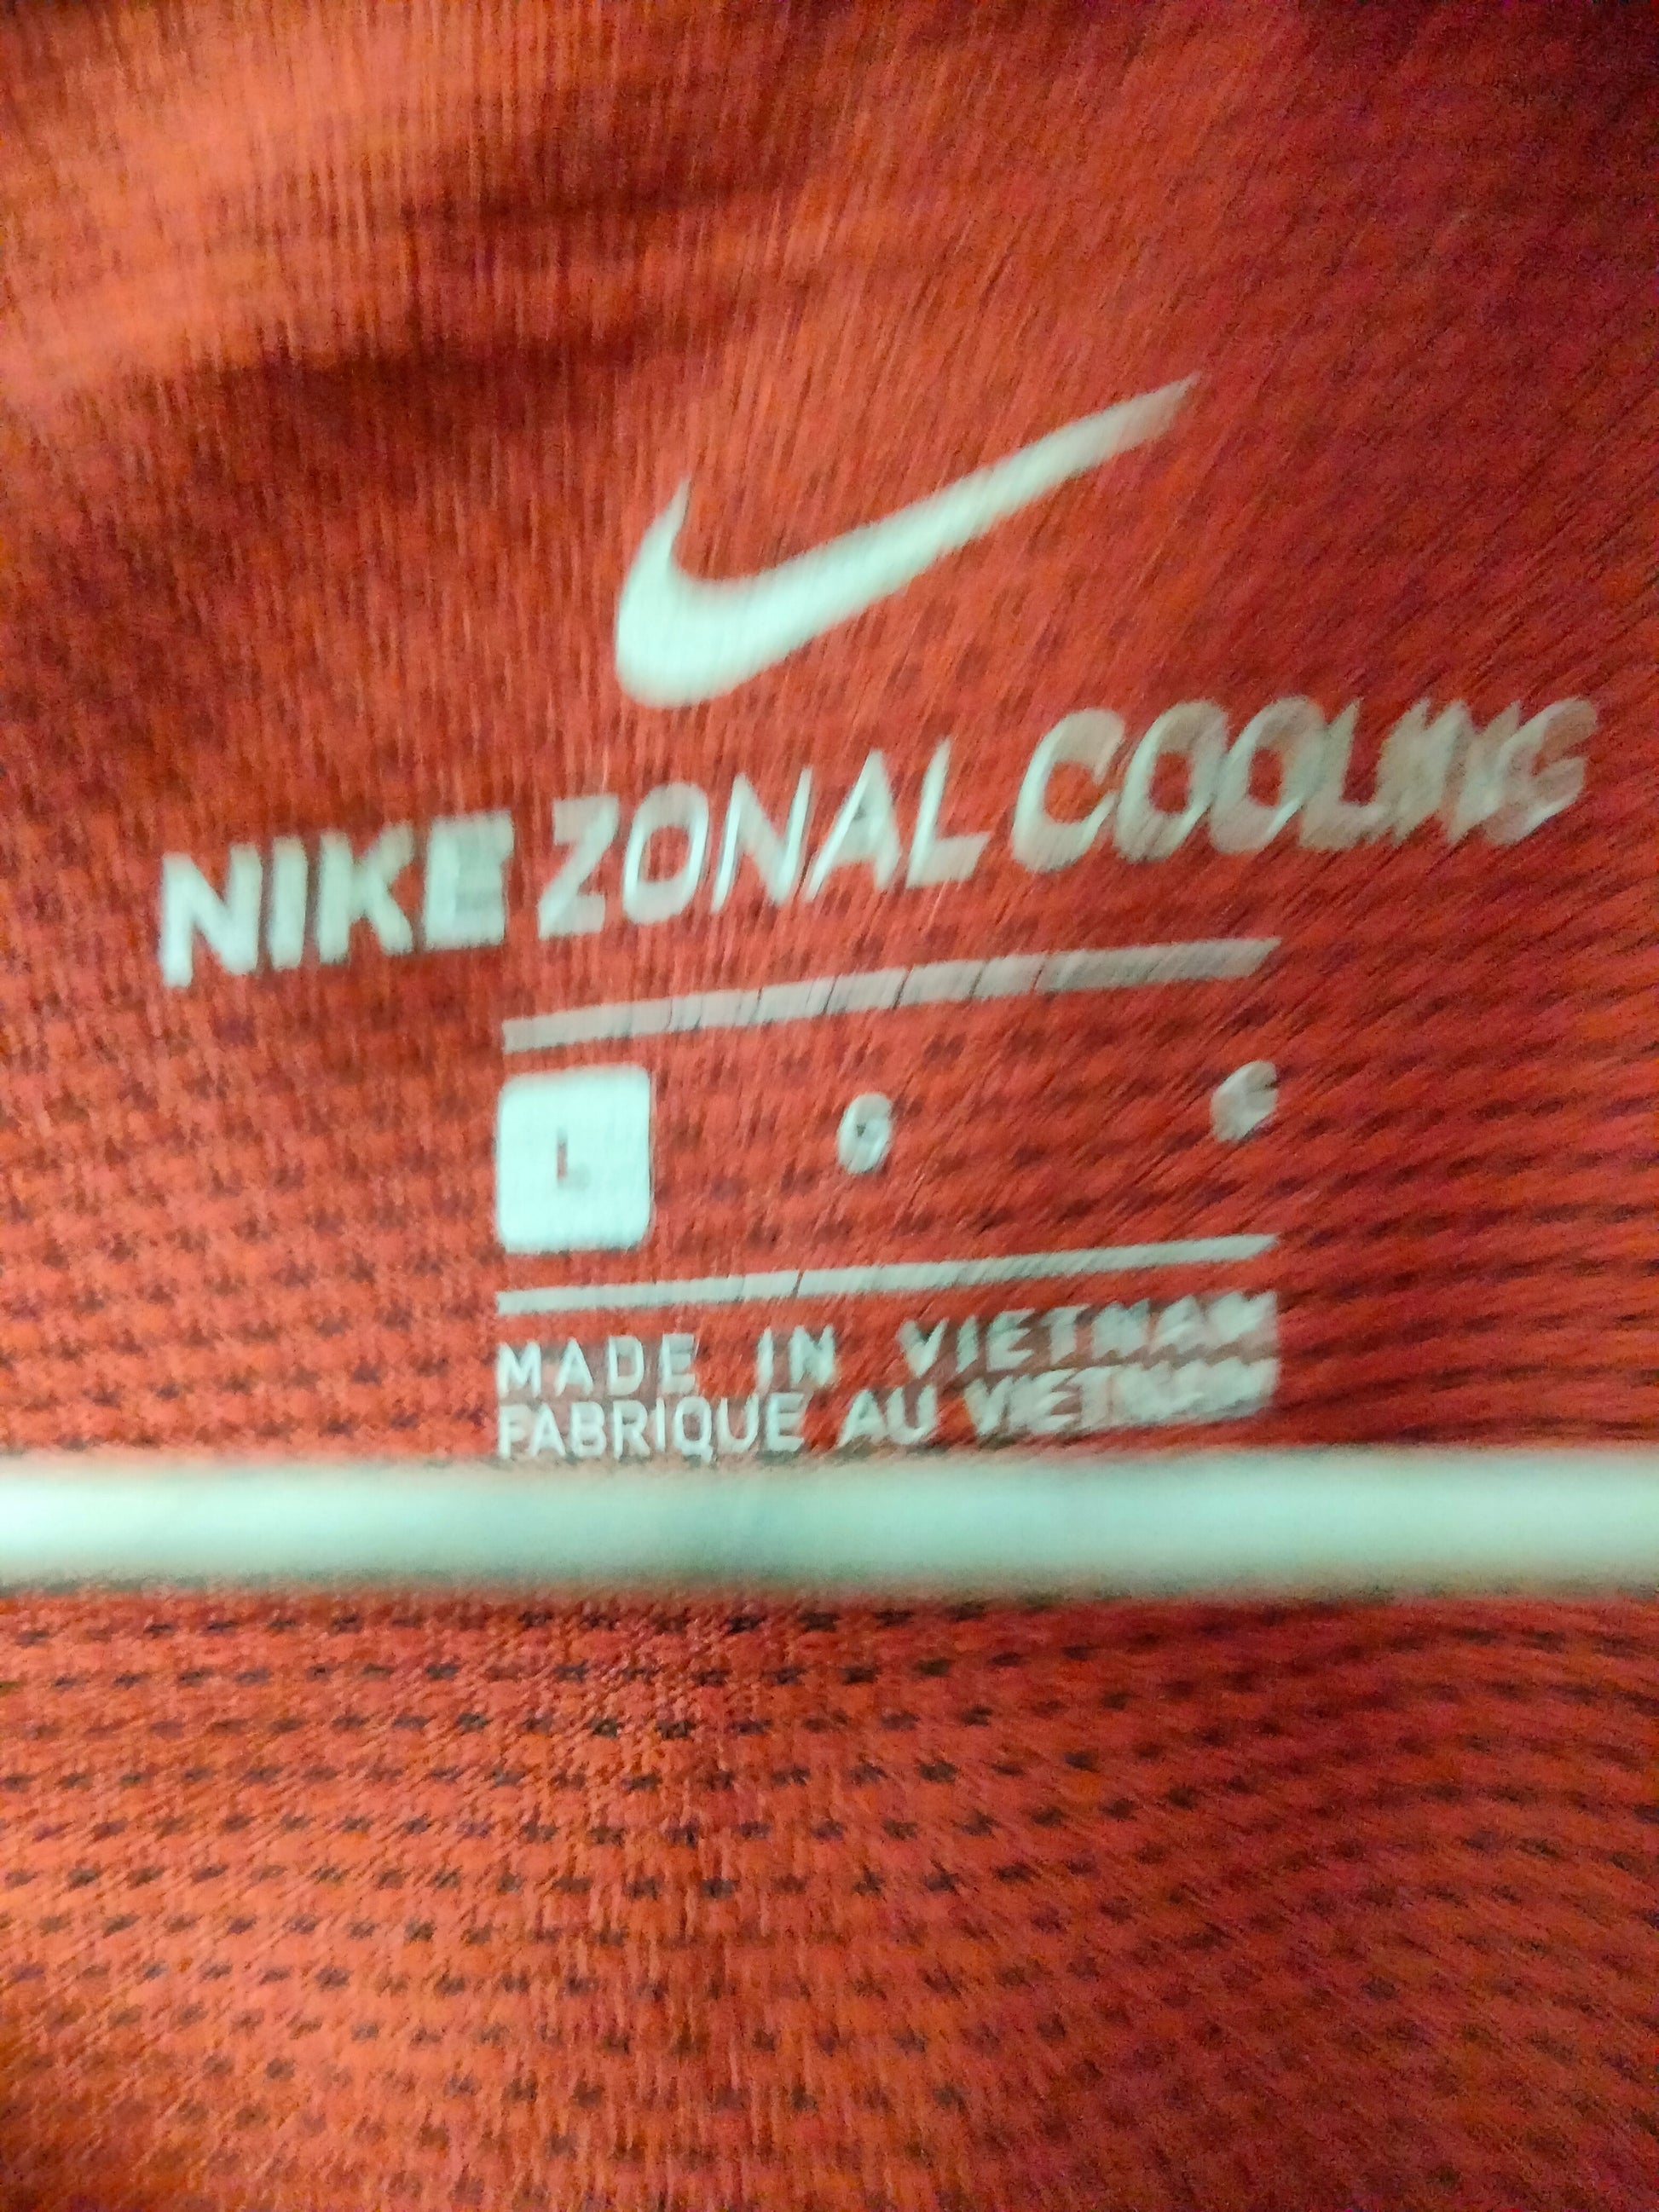 NIKE ZONAL COOLING
L G G
MADE IN VIETNAM
FABRIQUE AU VIETNAM